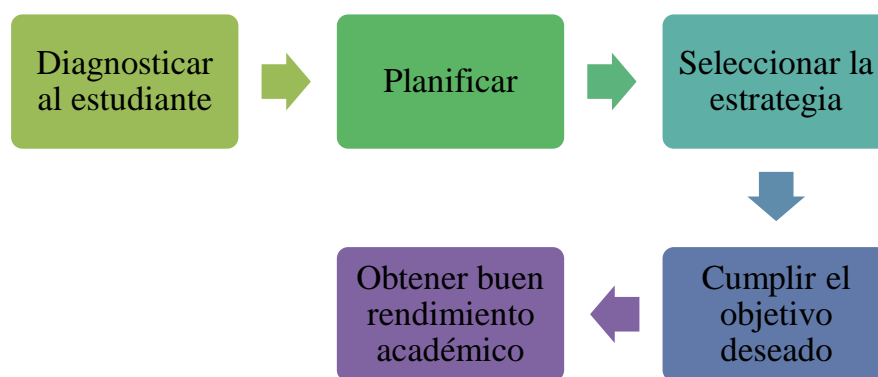 Diagnosticar
al estudiante
Planificar
Seleccionar la
estrategia
Cumplir el
objetivo
deseado
Obtener buen
rendimiento
académico